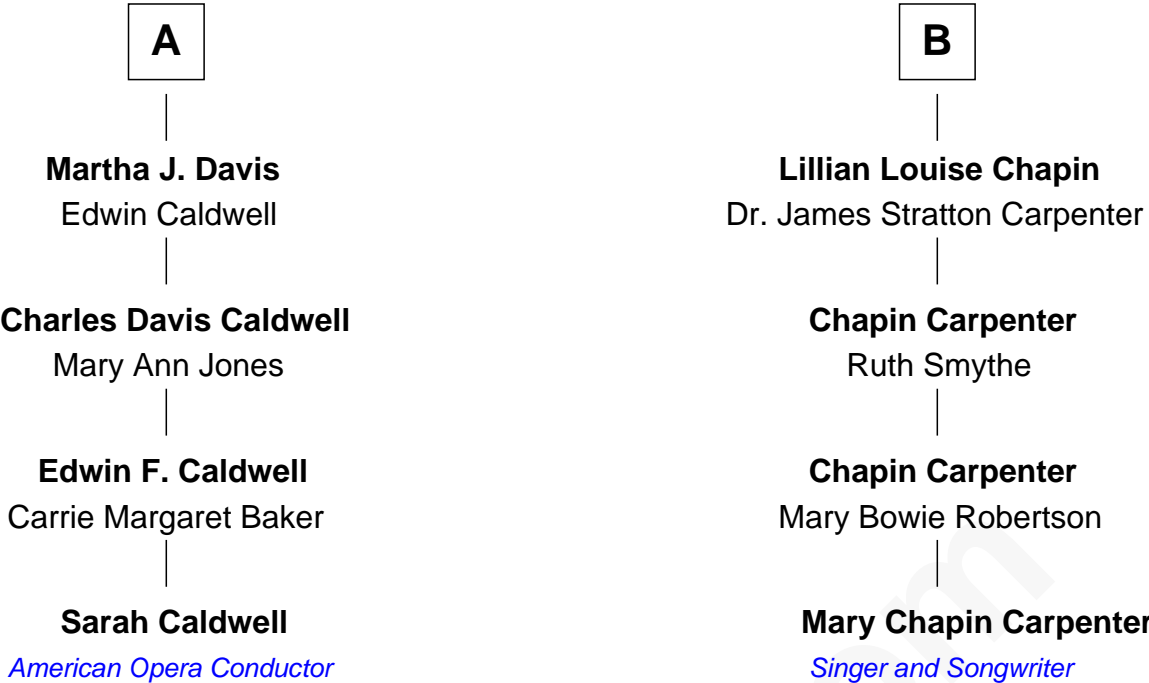 A
Martha J. Davis
Edwin Caldwell
Charles Davis Caldwell
Mary Ann Jones
Edwin F. Caldwell
Carrie Margaret Baker
Sarah Caldwell
American Opera Conductor
B
Lillian Louise Chapin
Dr. James Stratton Carpenter
Chapin Carpenter
Ruth Smythe
Chapin Carpenter
Mary Bowie Robertson
Mary Chapin Carpenter
Singer and Songwriter